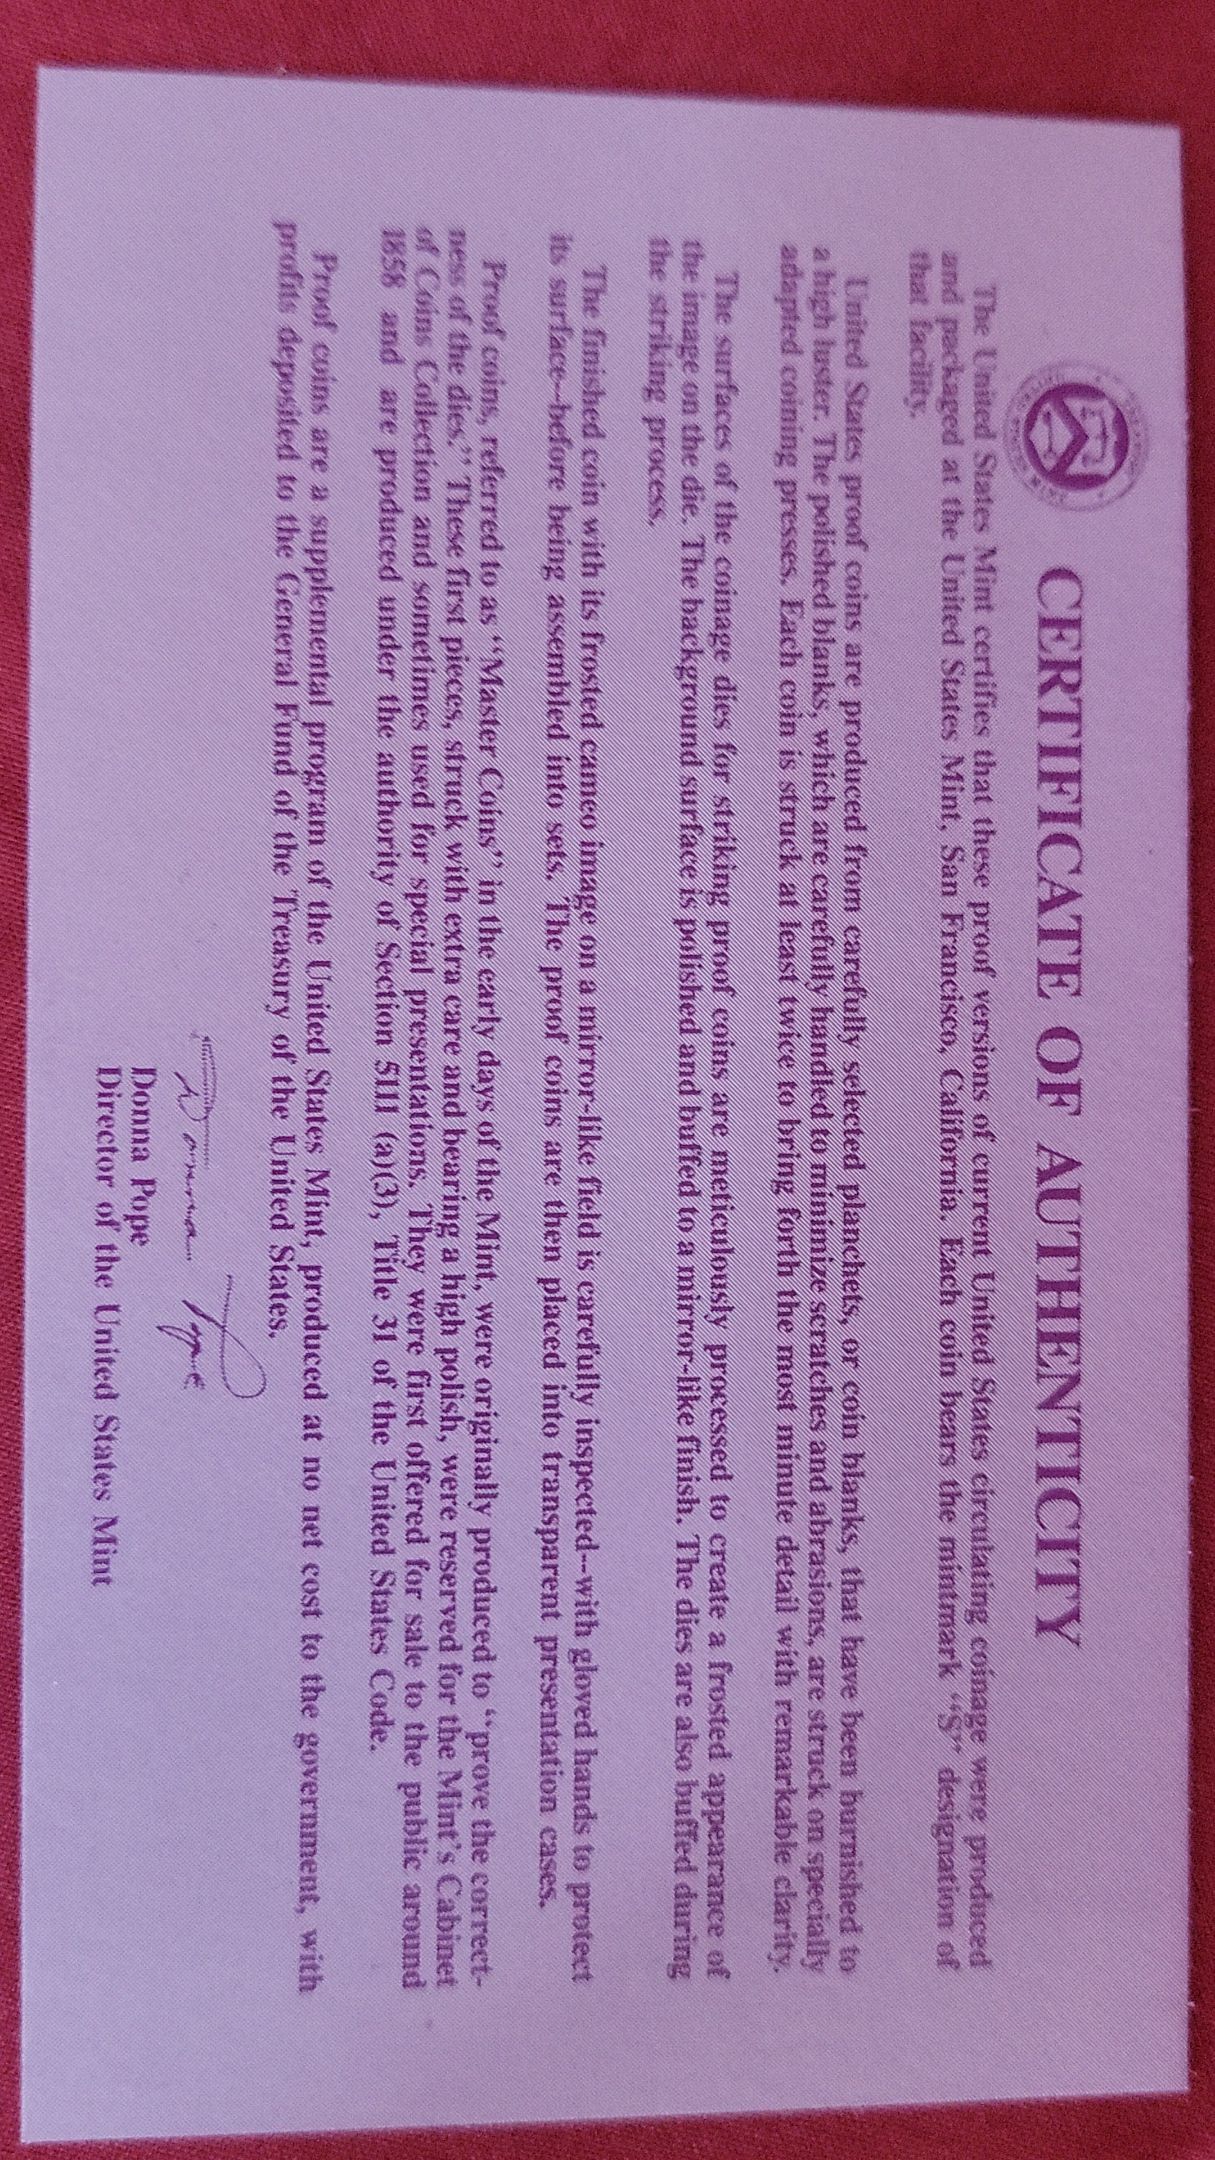 CERTIFICATE OF AUTHENTICITY
The United States Mint certifies that these proof versions of current United States circulating coinage were produced
and packaged at the United States Mint, San Francisco, California. Each coin bears the mintmark “S” designation of
that facility.
United States proof coins are produced from carefully selected planchets, or coin blanks, that have been burnished to
a high luster. The polished blanks, which are carefully handled to minimize scratches and abrasions, are struck on specially
adapted coining presses. Each coin is struck at least twice to bring forth the most minute detail with remarkable clarity.
The surfaces of the coinage dies for striking proof coins are meticulously processed to create a frosted appearance of
the image on the die. The background surface is polished and buffed to a mirror-like finish. The dies are also buffed during
the striking process.
The finished coin with its frosted cameo image on a mirror-like field is carefully inspected--with gloved hands to protect
its surface--before being assembled into sets. The proof coins are then placed into transparent presentation cases.
Proof coins, referred to as “Master Coins” in the early days of the Mint, were originally produced to “prove the correct-
ness of the dies.” These first pieces, struck with extra care and bearing a high polish, were reserved for the Mint's Cabinet
of Coins Collection and sometimes used for special presentations. They were first offered for sale to the public around
1858 and are produced under the authority of Section 5111 (a)(3), Title 31 of the United States Code.
Proof coins are a supplemental program of the United States Mint, produced at no net cost to the government, with
profits deposited to the General Fund of the Treasury of the United States.
Donna Pope
Donna Pope
Director of the United States Mint